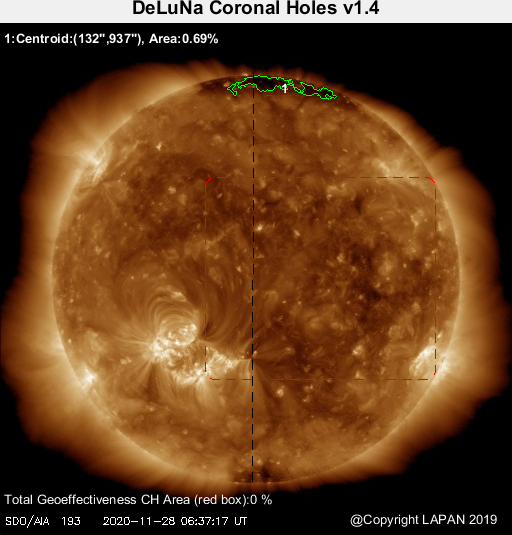 DeLuNa Coronal Holes v1.4
1:Centroid:(132",937"), Area:0.69%
1
Total Geoeffectiveness CH Area (red box):0 %
SDO/AIA 193 2020-11-28 06:37:17 UT
@Copyright LAPAN 2019